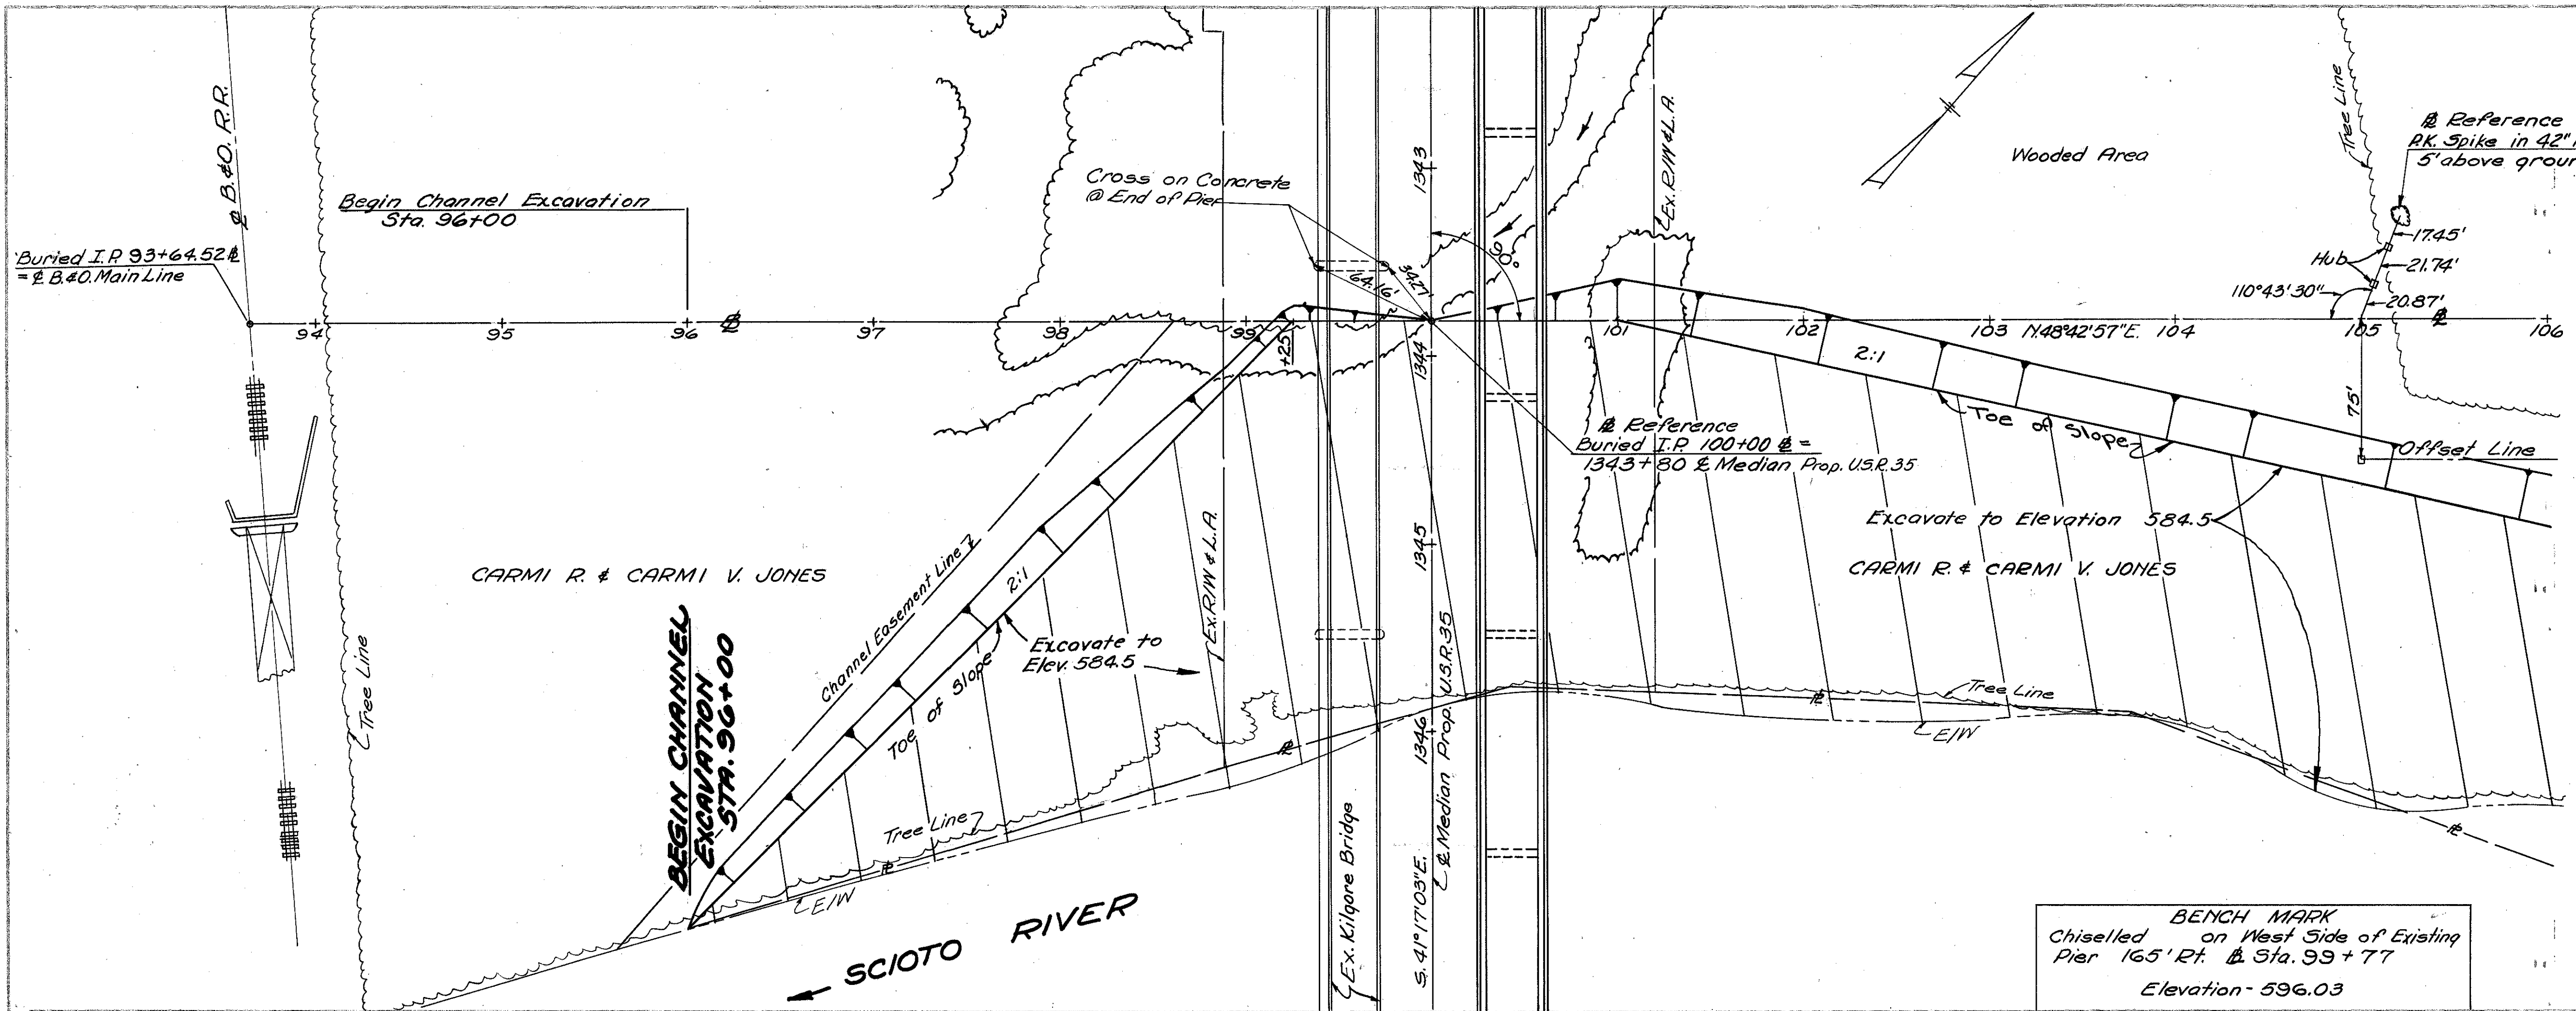 ℄ B.&O. R.R.
Begin Channel Excavation
Sta. 96+00
Buried I.P. 93+64.52 ⅊
= ℄ B.&O. Main Line
Cross on Concrete
@ End of Pier
64.16'
34.27'
90°
Ex. R/W & L.A.
Wooded Area
Tree Line
⅊ Reference
P.K. Spike in 42"
5' above
17.45'
Hub
21.74'
110°43'30"
20.87'
94
95
96
⅊
97
98
99
+25
101
102
103
N.48°42'57"E.
104
105
⅊
106
1343
1344
1345
1346
2:1
Toe of Slope
75'
Offset Line
⅊ Reference
Buried I.P. 100+00 ⅊ =
1343+80 ℄ Median Prop. U.S.R. 35
Excavate to Elevation 584.5
CARMI R. & CARMI V. JONES
CARMI R. & CARMI V. JONES
Channel Easement Line
2:1
Ex. R/W & L.A.
Excavate to
Elev. 584.5
Toe of Slope
BEGIN CHANNEL
EXCAVATION
STA. 96+00
Tree Line
Tree Line
Tree Line
E/W
E/W
SCIOTO RIVER
Ex. Kilgore Bridge
S. 41°17'03"E.
℄ Median Prop. U.S.R. 35
BENCH MARK
Chiselled on West Side of Existing
Pier 165' Rt. ⅊ Sta. 99+77
Elevation - 596.03